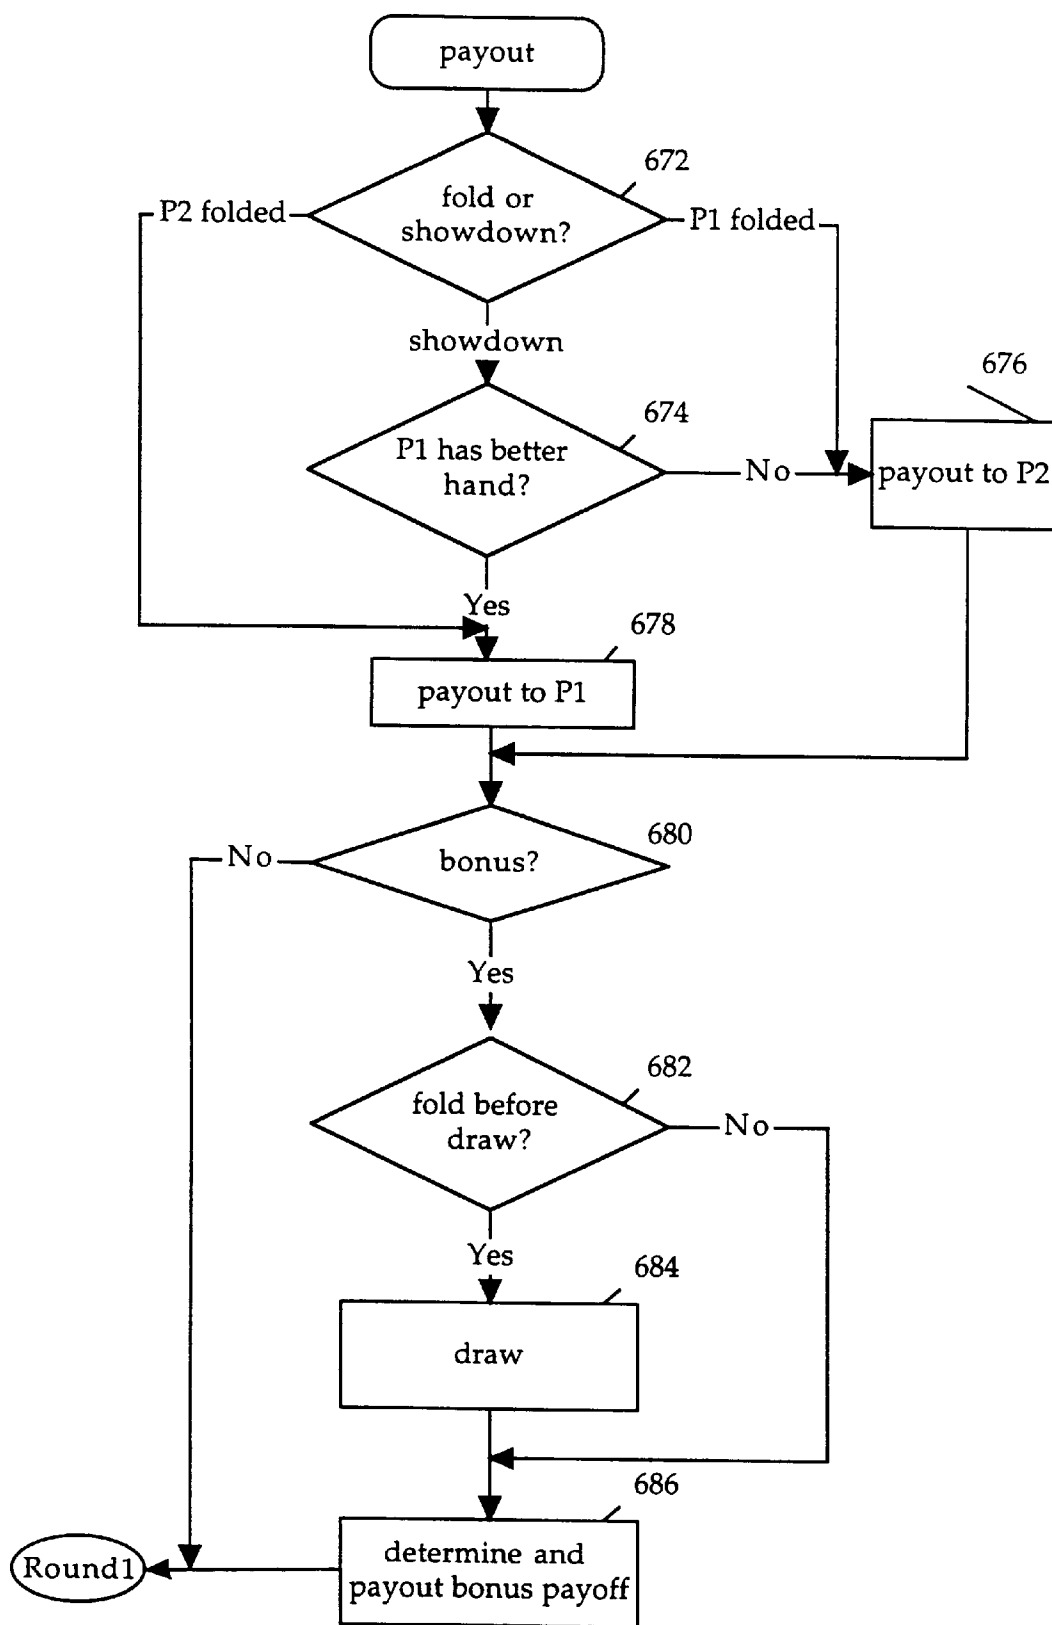 payout
672
fold or
showdown?
P2 folded
P1 folded
showdown
676
674
P1 has better
hand?
No
payout to P2
Yes
678
payout to P1
680
bonus?
No
Yes
682
fold before
draw?
No
Yes
684
draw
686
determine and
payout bonus payoff
Round1